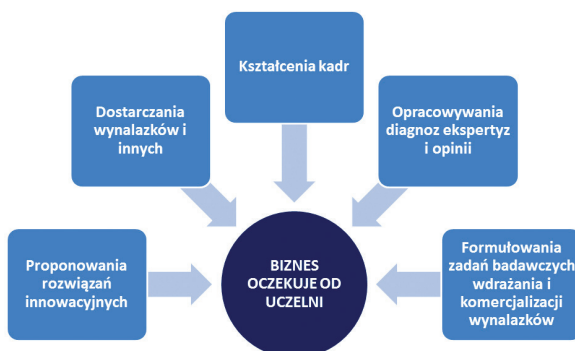 Kształcenia kadr
Dostarczania
wynalazków i
innych
Opracowywania
diagnoz ekspertyz
i opinii
Proponowania
rozwiązań
innowacyjnych
BIZNES
OCZEKUJE OD
UCZELNI
Formułowania
zadań badawczych
wdrażania i
komercjalizacji
wynalazków